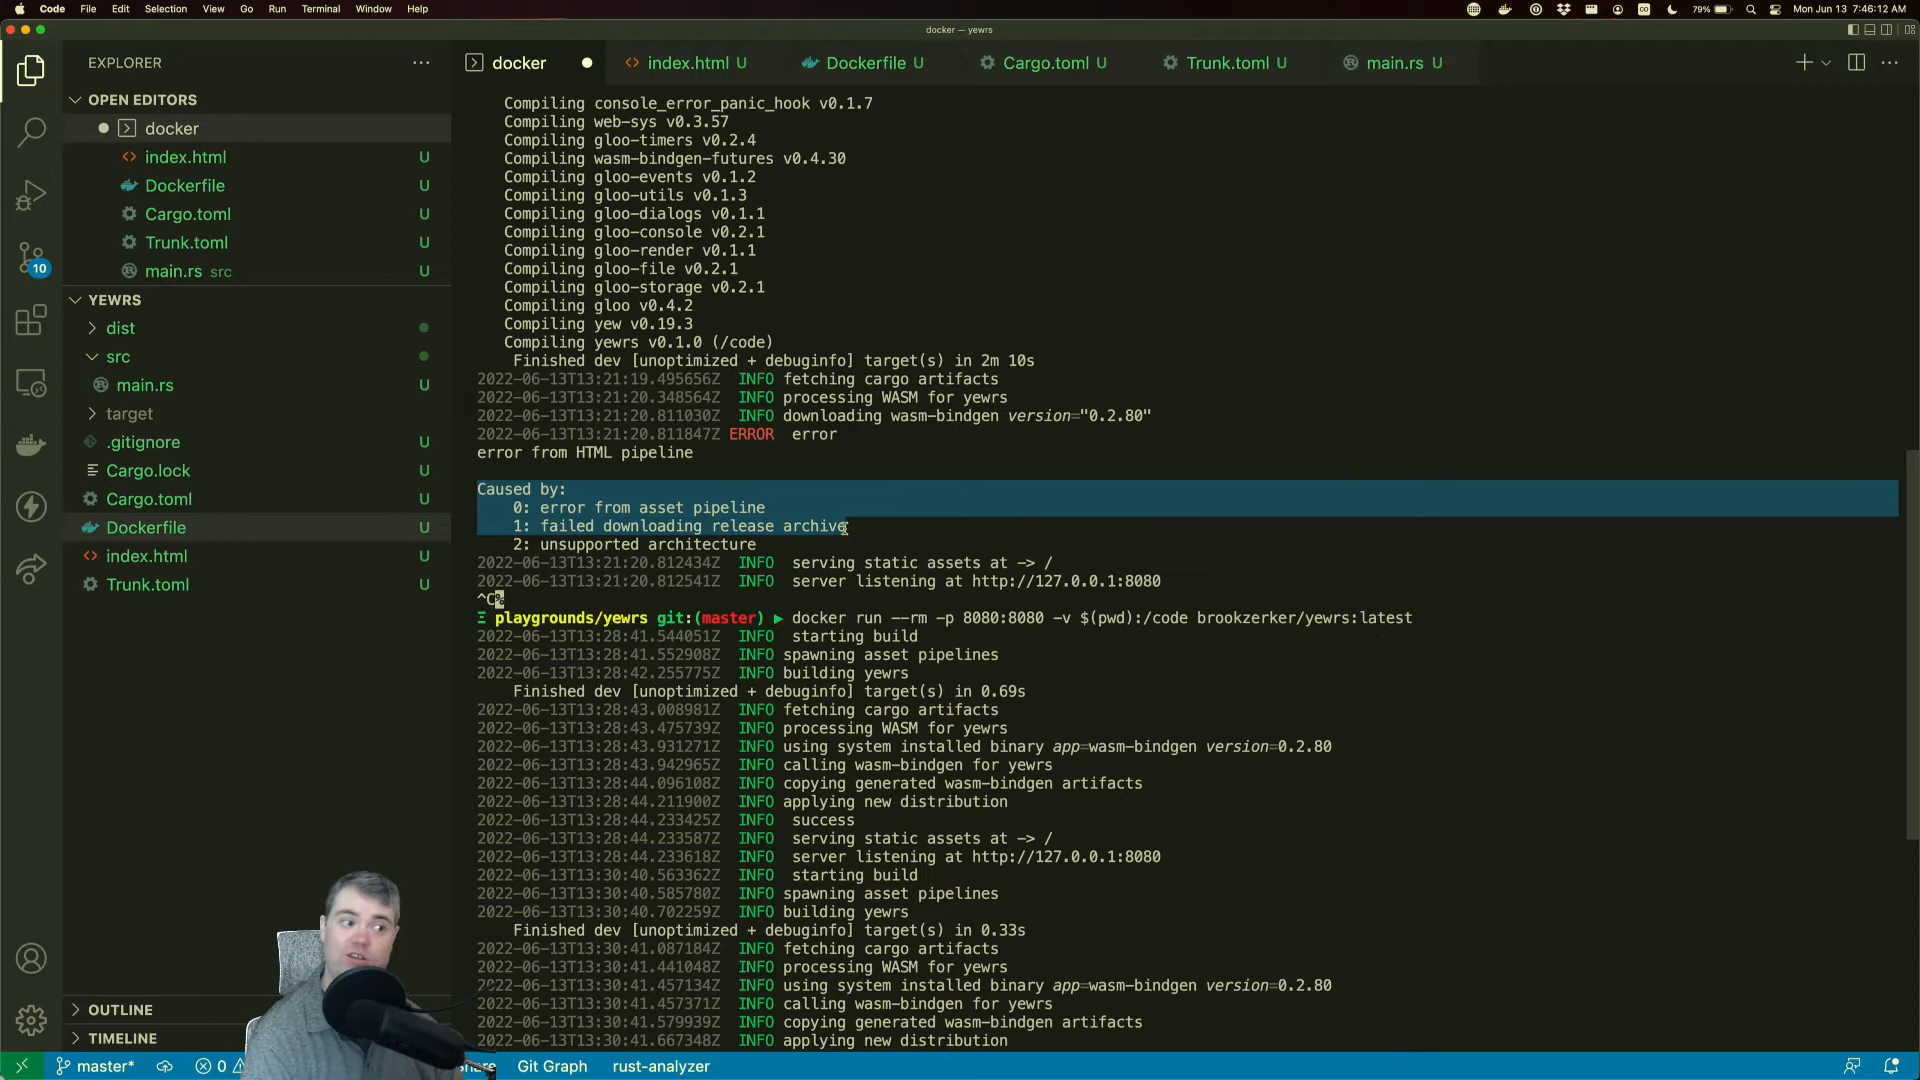 Code File Edit Selection View Go Run Terminal Window Help
79% Mon Jun 13 7:46:12 AM
docker — yewrs
EXPLORER
OPEN EDITORS
docker
index.html U
Dockerfile U
Cargo.toml U
Trunk.toml U
main.rs src U
YEWRS
dist
src
main.rs U
target
.gitignore U
Cargo.lock U
Cargo.toml U
Dockerfile U
index.html U
Trunk.toml U
OUTLINE
TIMELINE
10
docker index.html U Dockerfile U Cargo.toml U Trunk.toml U main.rs U
Compiling console_error_panic_hook v0.1.7
Compiling web-sys v0.3.57
Compiling gloo-timers v0.2.4
Compiling wasm-bindgen-futures v0.4.30
Compiling gloo-events v0.1.2
Compiling gloo-utils v0.1.3
Compiling gloo-dialogs v0.1.1
Compiling gloo-console v0.2.1
Compiling gloo-render v0.1.1
Compiling gloo-file v0.2.1
Compiling gloo-storage v0.2.1
Compiling gloo v0.4.2
Compiling yew v0.19.3
Compiling yewrs v0.1.0 (/code)
Finished dev [unoptimized + debuginfo] target(s) in 2m 10s
2022-06-13T13:21:19.495656Z INFO fetching cargo artifacts
2022-06-13T13:21:20.348564Z INFO processing WASM for yewrs
2022-06-13T13:21:20.811030Z INFO downloading wasm-bindgen version="0.2.80"
2022-06-13T13:21:20.811847Z ERROR error
error from HTML pipeline
Caused by:
0: error from asset pipeline
1: failed downloading release archive
2: unsupported architecture
2022-06-13T13:21:20.812434Z INFO serving static assets at -> /
2022-06-13T13:21:20.812541Z INFO server listening at http://127.0.0.1:8080
^C%
Ξ playgrounds/yewrs git:(master) ▶ docker run --rm -p 8080:8080 -v $(pwd):/code brookzerker/yewrs:latest
2022-06-13T13:28:41.544051Z INFO starting build
2022-06-13T13:28:41.552908Z INFO spawning asset pipelines
2022-06-13T13:28:42.255775Z INFO building yewrs
Finished dev [unoptimized + debuginfo] target(s) in 0.69s
2022-06-13T13:28:43.008981Z INFO fetching cargo artifacts
2022-06-13T13:28:43.475739Z INFO processing WASM for yewrs
2022-06-13T13:28:43.931271Z INFO using system installed binary app=wasm-bindgen version=0.2.80
2022-06-13T13:28:43.942965Z INFO calling wasm-bindgen for yewrs
2022-06-13T13:28:44.096108Z INFO copying generated wasm-bindgen artifacts
2022-06-13T13:28:44.211900Z INFO applying new distribution
2022-06-13T13:28:44.233425Z INFO success
2022-06-13T13:28:44.233587Z INFO serving static assets at -> /
2022-06-13T13:28:44.233618Z INFO server listening at http://127.0.0.1:8080
2022-06-13T13:30:40.563362Z INFO starting build
2022-06-13T13:30:40.585780Z INFO spawning asset pipelines
2022-06-13T13:30:40.702259Z INFO building yewrs
Finished dev [unoptimized + debuginfo] target(s) in 0.33s
2022-06-13T13:30:41.087184Z INFO fetching cargo artifacts
2022-06-13T13:30:41.441048Z INFO processing WASM for yewrs
2022-06-13T13:30:41.457134Z INFO using system installed binary app=wasm-bindgen version=0.2.80
2022-06-13T13:30:41.457371Z INFO calling wasm-bindgen for yewrs
2022-06-13T13:30:41.579939Z INFO copying generated wasm-bindgen artifacts
2022-06-13T13:30:41.667348Z INFO applying new distribution
master* 0 Git Graph rust-analyzer